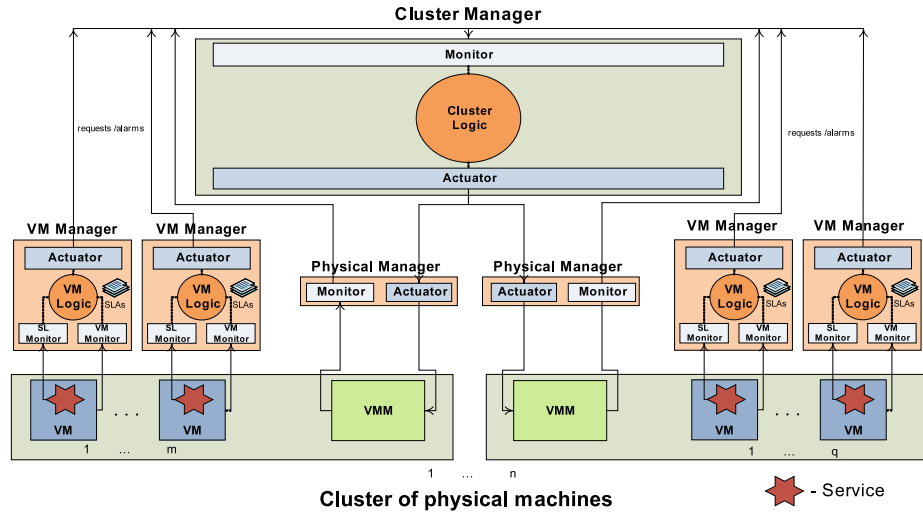 Cluster Manager
Monitor
Cluster
Logic
Actuator
requests /alarms
requests /alarms
VM Manager
Actuator
VM
Logic
SLAs
SL
Monitor
VM
Monitor
VM Manager
Actuator
VM
Logic
SLAs
SL
Monitor
VM
Monitor
Physical Manager
Monitor
Actuator
Physical Manager
Actuator
Monitor
VM Manager
Actuator
VM
Logic
SLAs
SL
Monitor
VM
Monitor
VM Manager
Actuator
VM
Logic
SLAs
SL
Monitor
VM
Monitor
VM
. . .
VM
VMM
VMM
VM
. . .
VM
1 ... m
1 ... q
1 ... n
Cluster of physical machines
- Service